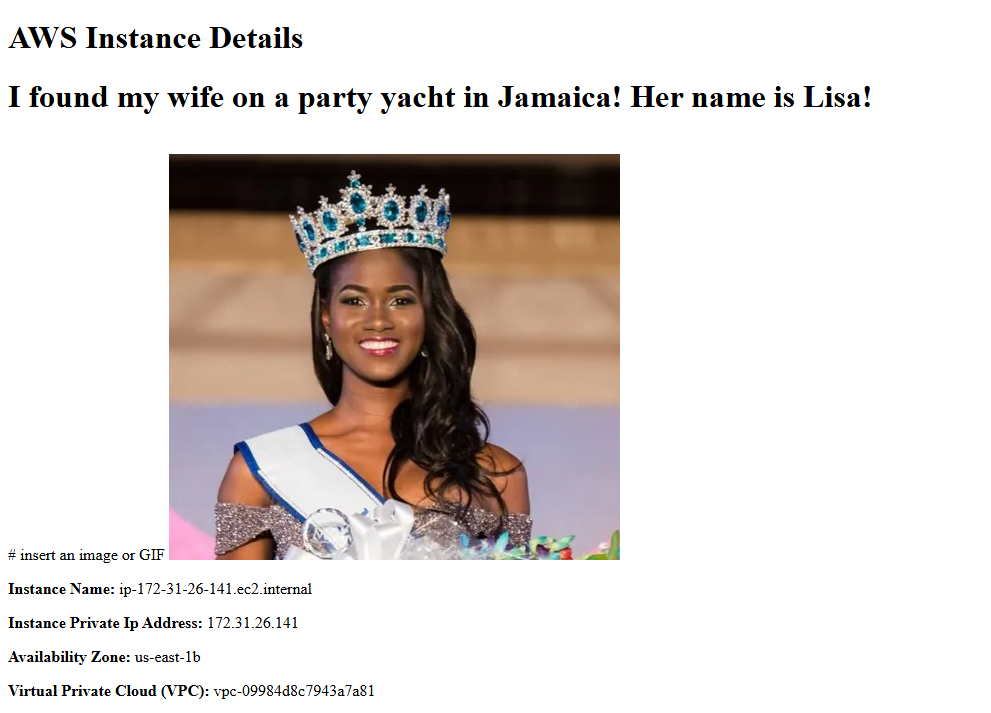 AWS Instance Details
I found my wife on a party yacht in Jamaica! Her name is Lisa!
# insert an image or GIF
Instance Name: ip-172-31-26-141.ec2.internal
Instance Private Ip Address: 172.31.26.141
Availability Zone: us-east-1b
Virtual Private Cloud (VPC): vpc-09984d8c7943a7a81